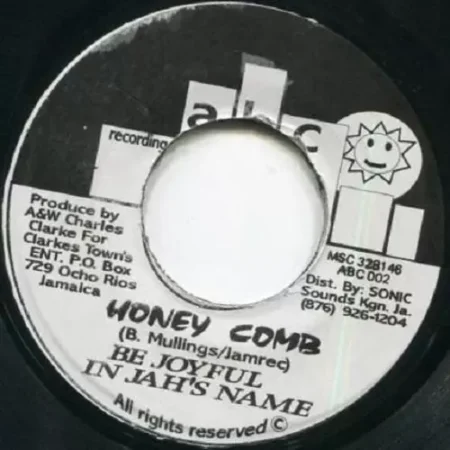 abc
recording
Produce by
A&W Charles
Clarke For
Clarkes Town's
ENT. P.O. Box
729 Ocho Rios
Jamaica
MSC 328146
ABC 002
Dist. By: SONIC
Sounds Kgn. Ja.
(876) 926-1204
HONEY COMB
(B. Mullings/Jamrec)
BE JOYFUL
IN JAH'S NAME
All rights reserved ©